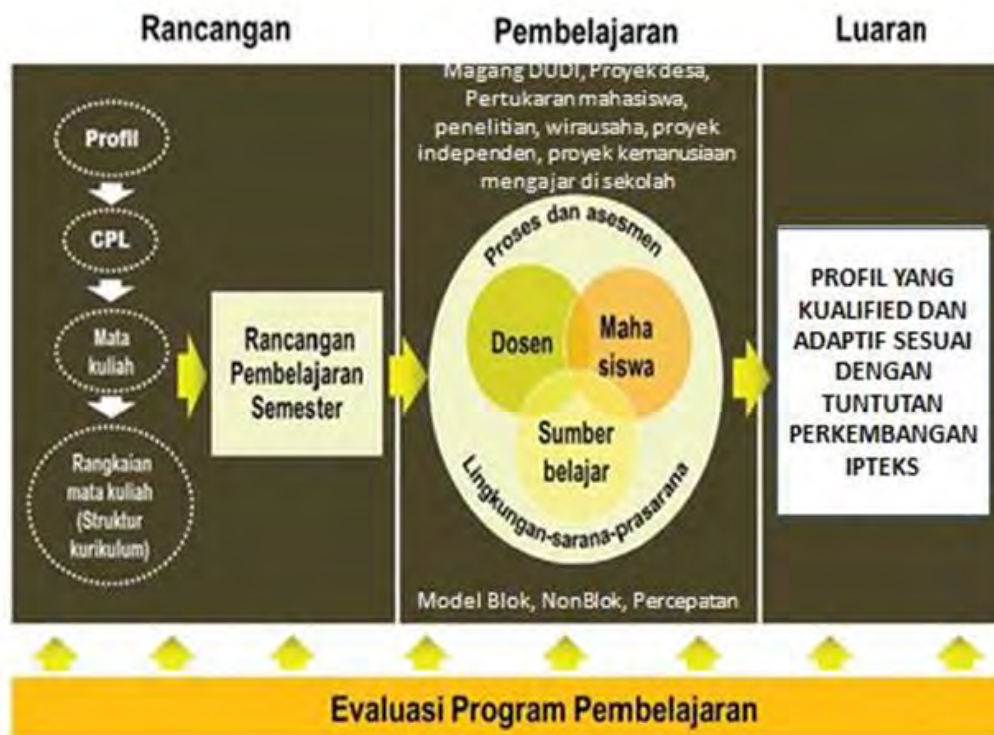 Rancangan
Pembelajaran
Luaran
Profil
CPL
Mata
kuliah
Rangkaian
mata kuliah
(Struktur
kurikulum)
Rancangan
Pembelajaran
Semester
Magang DUDI, Proyek desa,
Pertukaran mahasiswa,
penelitian, wirausaha, proyek
independen, proyek kemanusiaan
mengajar di sekolah
Proses dan asesmen
Dosen
Maha
siswa
Sumber
belajar
Lingkungan-sarana-prasarana
Model Blok, NonBlok, Percepatan
PROFIL YANG
KUALIFIED DAN
ADAPTIF SESUAI
DENGAN
TUNTUTAN
PERKEMBANGAN
IPTEKS
Evaluasi Program Pembelajaran